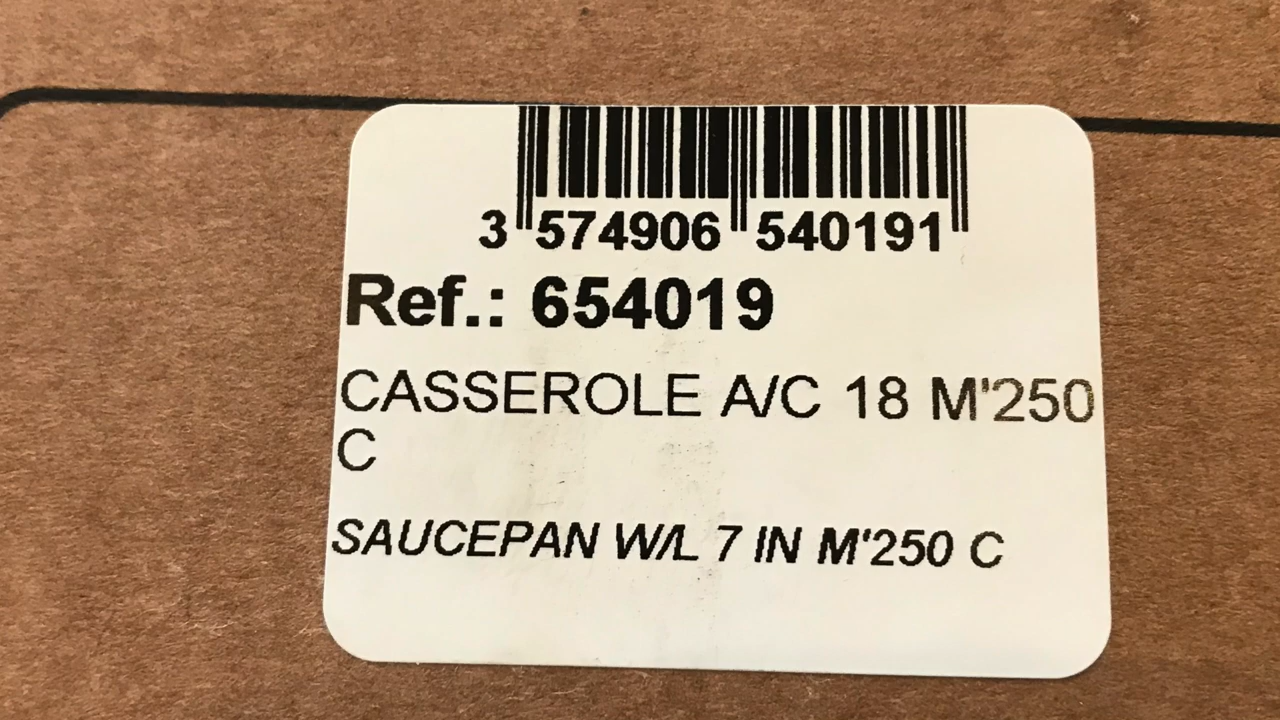 3 574906 540191
Ref.: 654019
CASSEROLE A/C 18 M'250
C
SAUCEPAN W/L 7 IN M'250 C